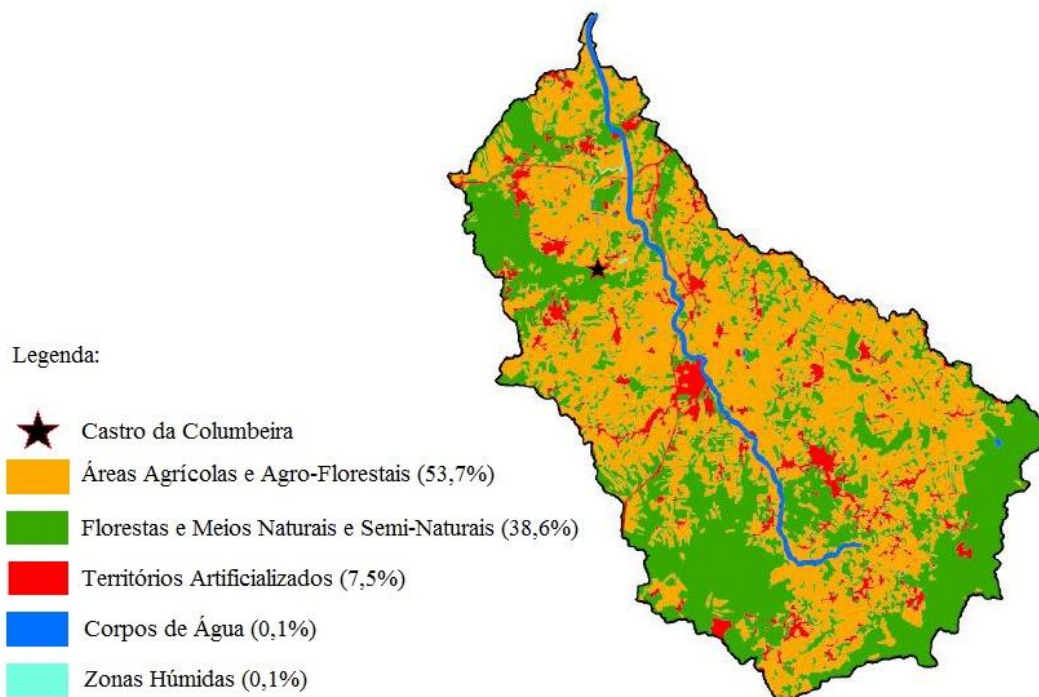 Legenda:
Castro da Columbeira
Áreas Agrícolas e Agro-Florestais (53,7%)
Florestas e Meios Naturais e Semi-Naturais (38,6%)
Territórios Artificializados (7,5%)
Corpos de Água (0,1%)
Zonas Húmidas (0,1%)